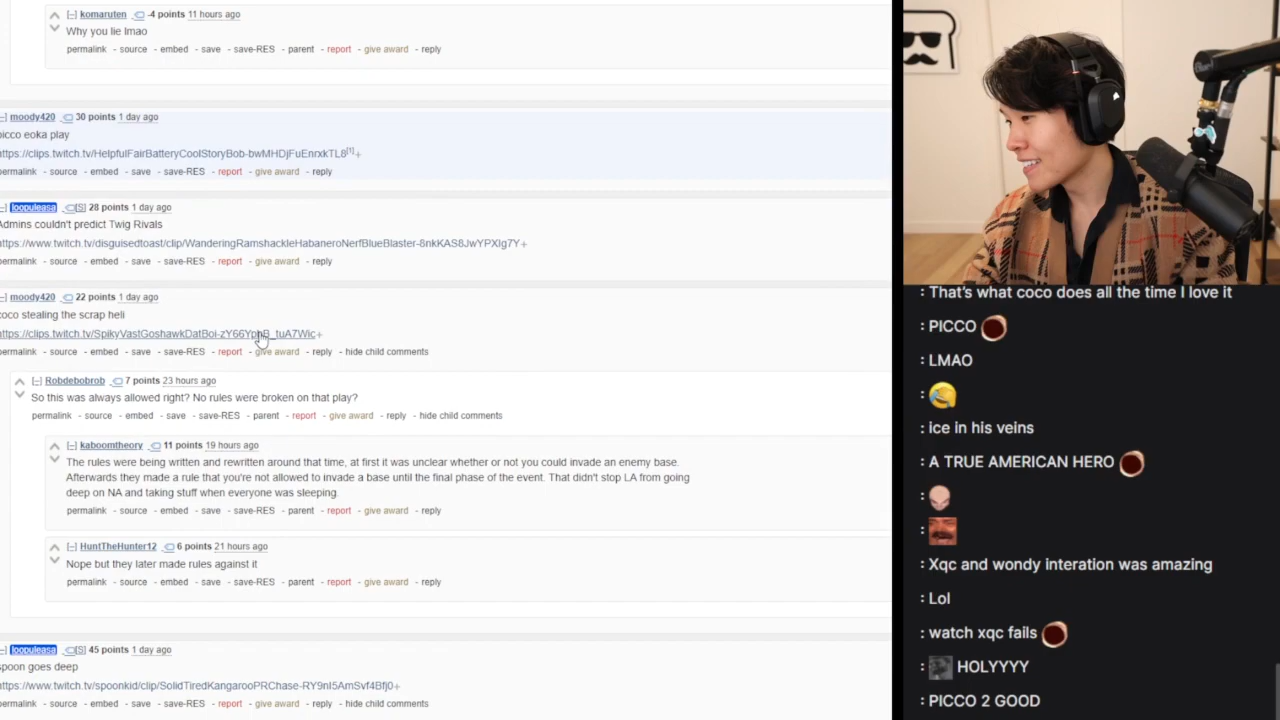 [–] komaruten -4 points 11 hours ago
Why you lie lmao
permalink - source - embed - save - save-RES - parent - report - give award - reply
–] moody420 30 points 1 day ago
picco eoka play
https://clips.twitch.tv/HelpfulFairBatteryCoolStoryBob-bwMHDjFuEnrxkTL8[1]+
permalink - source - embed - save - save-RES - report - give award - reply
–] loopuleasa [S] 28 points 1 day ago
Admins couldn't predict Twig Rivals
https://www.twitch.tv/disguisedtoast/clip/WanderingRamshackleHabaneroNerfBlueBlaster-8nkKAS8JwYPXIg7Y+
permalink - source - embed - save - save-RES - report - give award - reply
–] moody420 22 points 1 day ago
coco stealing the scrap heli
permalink - source - embed - save - save-RES - report - give award - reply - hide child comments
[–] Robdebobrob 7 points 23 hours ago
So this was always allowed right? No rules were broken on that play?
permalink - source - embed - save - save-RES - parent - report - give award - reply - hide child comments
[–] kaboomtheory 11 points 19 hours ago
The rules were being written and rewritten around that time, at first it was unclear whether or not you could invade an enemy base.
Afterwards they made a rule that you're not allowed to invade a base until the final phase of the event. That didn't stop LA from going
deep on NA and taking stuff when everyone was sleeping.
permalink - source - embed - save - save-RES - parent - report - give award - reply
[–] HuntTheHunter12 6 points 21 hours ago
Nope but they later made rules against it
permalink - source - embed - save - save-RES - parent - report - give award - reply
–] loopuleasa [S] 45 points 1 day ago
spoon goes deep
https://www.twitch.tv/spoonkid/clip/SolidTiredKangarooPRChase-RY9nI5AmSvf4Bfj0+
permalink - source - embed - save - save-RES - report - give award - reply - hide child comments
: That's what coco does all the time I love it
: PICCO
: LMAO
:
: ice in his veins
: A TRUE AMERICAN HERO
:
:
: Xqc and wondy interation was amazing
: Lol
: watch xqc fails
: HOLYYYY
: PICCO 2 GOOD